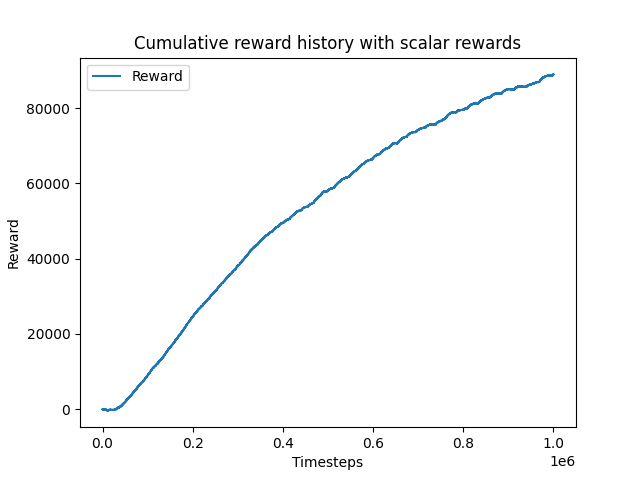 Cumulative reward history with scalar rewards
Reward
80000
60000
40000
20000
0
Reward
0.0 0.2 0.4 0.6 0.8 1.0
Timesteps
1e6